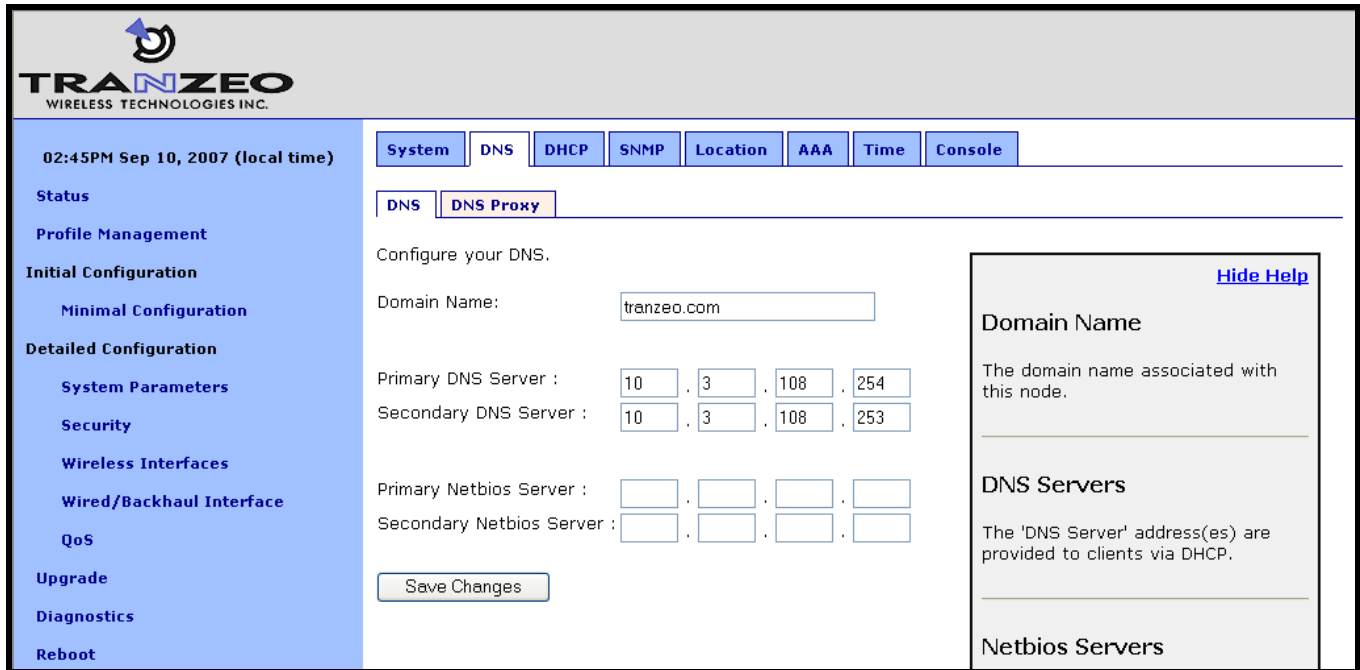 TRANZEO
WIRELESS TECHNOLOGIES INC.
02:45PM Sep 10, 2007 (local time)
Status
Profile Management
Initial Configuration
Minimal Configuration
Detailed Configuration
System Parameters
Security
Wireless Interfaces
Wired/Backhaul Interface
QoS
Upgrade
Diagnostics
Reboot
System DNS DHCP SNMP Location AAA Time Console
DNS DNS Proxy
Configure your DNS.
Domain Name: tranzeo.com
Primary DNS Server : 10 . 3 . 108 . 254
Secondary DNS Server : 10 . 3 . 108 . 253
Primary Netbios Server : . . .
Secondary Netbios Server : . . .
Save Changes
Hide Help
Domain Name
The domain name associated with
this node.
DNS Servers
The 'DNS Server' address(es) are
provided to clients via DHCP.
Netbios Servers